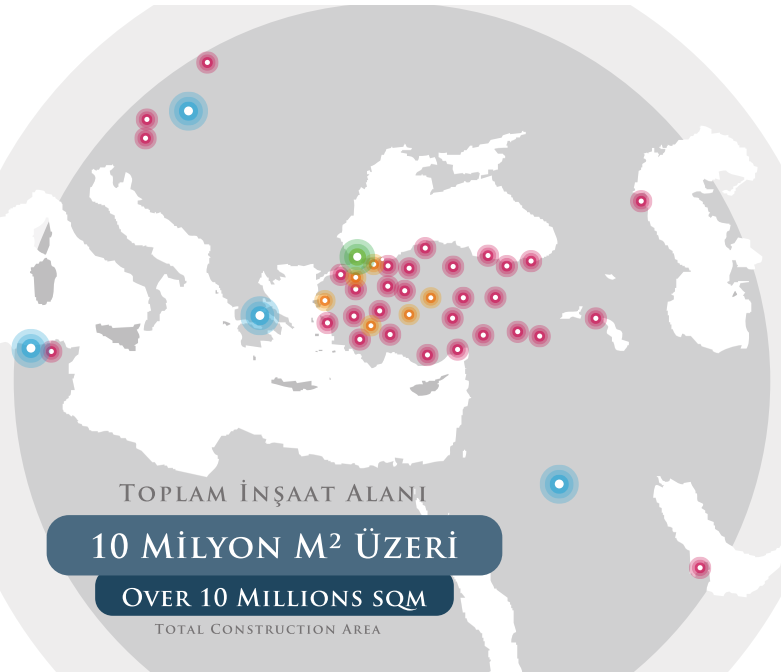 Toplam İnşaat Alanı
10 Milyon M² Üzeri
Over 10 Millions sqm
Total Construction Area